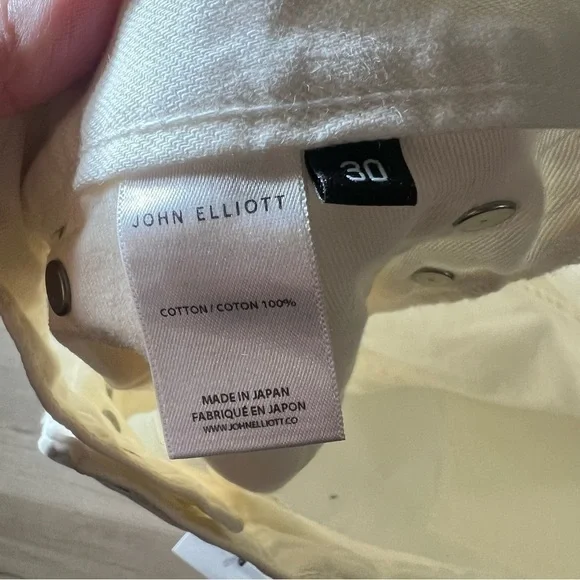 JOHN ELLIOTT
30
COTTON / COTON 100%
MADE IN JAPAN
FABRIQUÉ EN JAPON
WWW.JOHNELLIOTT.CO